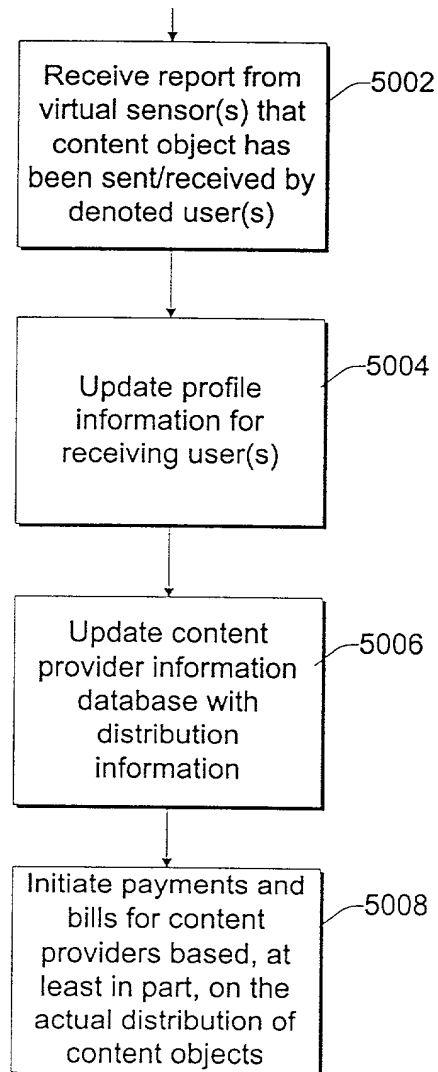 Receive report from
virtual sensor(s) that
content object has
been sent/received by
denoted user(s)
5002
Update profile
information for
receiving user(s)
5004
Update content
provider information
database with
distribution
information
5006
Initiate payments and
bills for content
providers based, at
least in part, on the
actual distribution of
content objects
5008